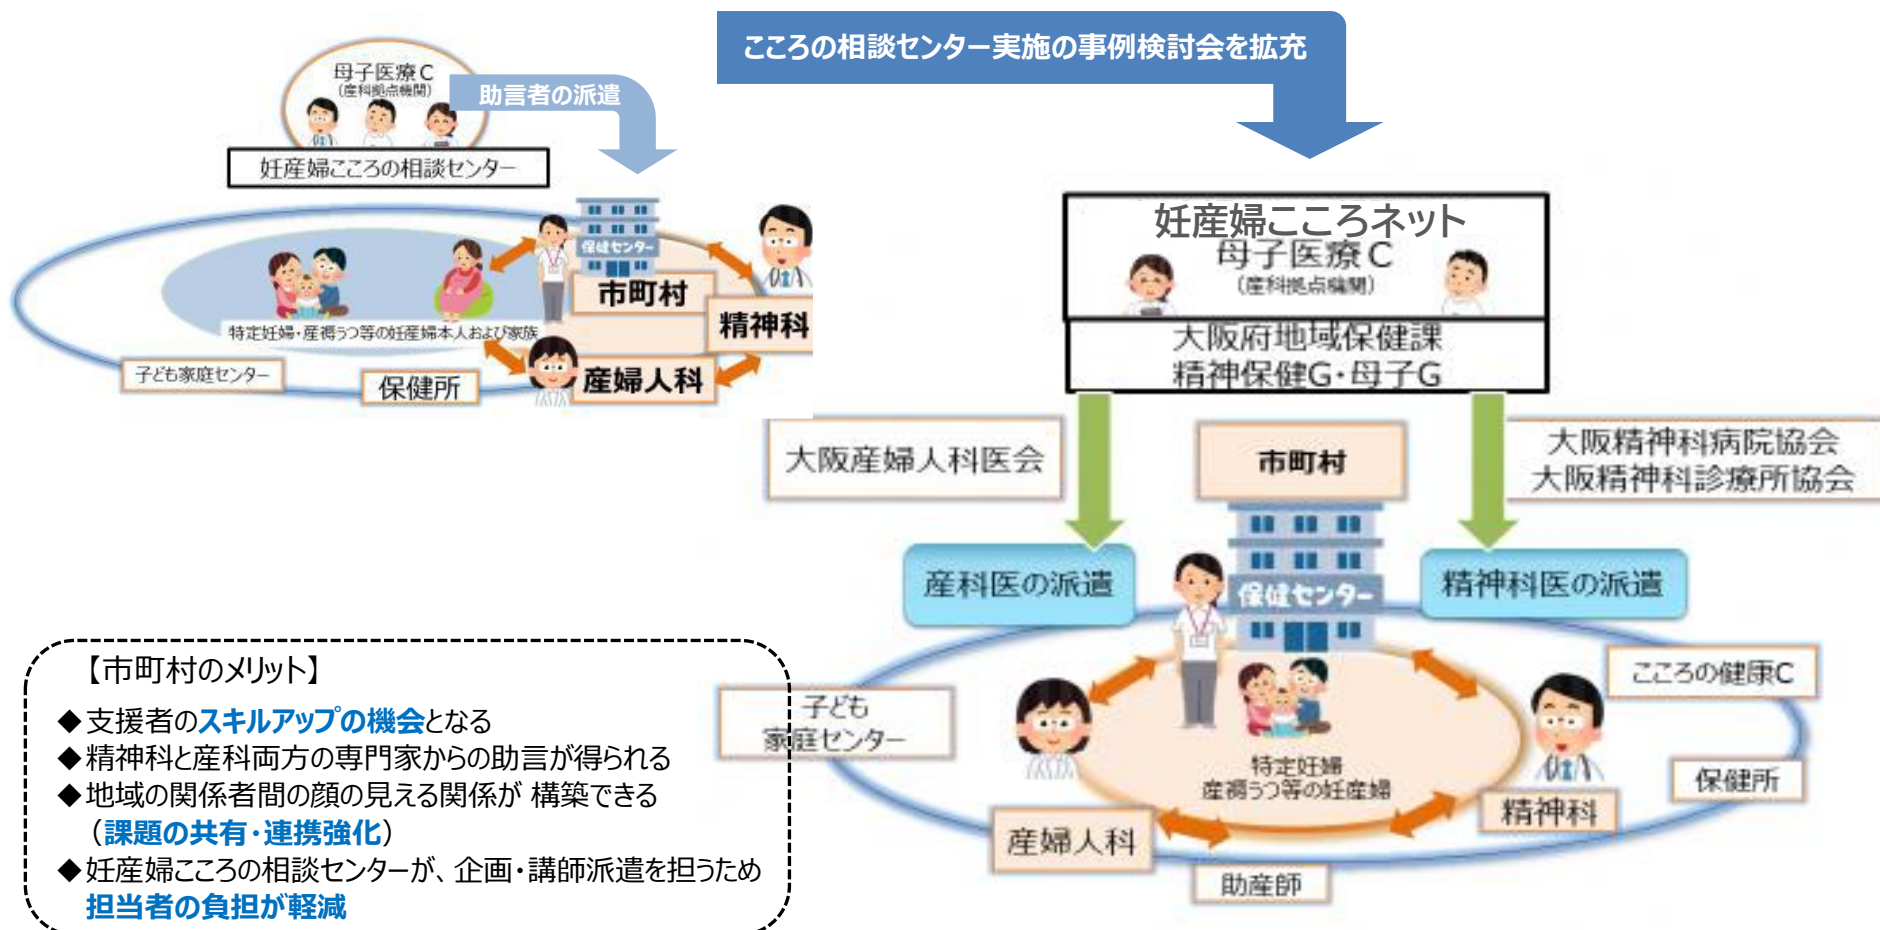 こころの相談センター実施の事例検討会を拡充
母子医療C
(産科拠点機関)
助言者の派遣
妊産婦こころの相談センター
保健センター
市町村
精神科
特定妊婦・産褥うつ等の妊産婦本人および家族
産婦人科
子ども家庭センター
保健所
妊産婦こころネット
母子医療C
(産科拠点機関)
大阪府地域保健課
精神保健G・母子G
大阪産婦人科医会
市町村
大阪精神科病院協会
大阪精神科診療所協会
産科医の派遣
保健センター
精神科医の派遣
こころの健康C
子ども
家庭センター
特定妊婦
産褥うつ等の妊産婦
保健所
精神科
産婦人科
助産師
【市町村のメリット】
◆支援者のスキルアップの機会となる
◆精神科と産科両方の専門家からの助言が得られる
◆地域の関係者間の顔の見える関係が 構築できる
（課題の共有・連携強化）
◆妊産婦こころの相談センターが、企画・講師派遣を担うため
担当者の負担が軽減